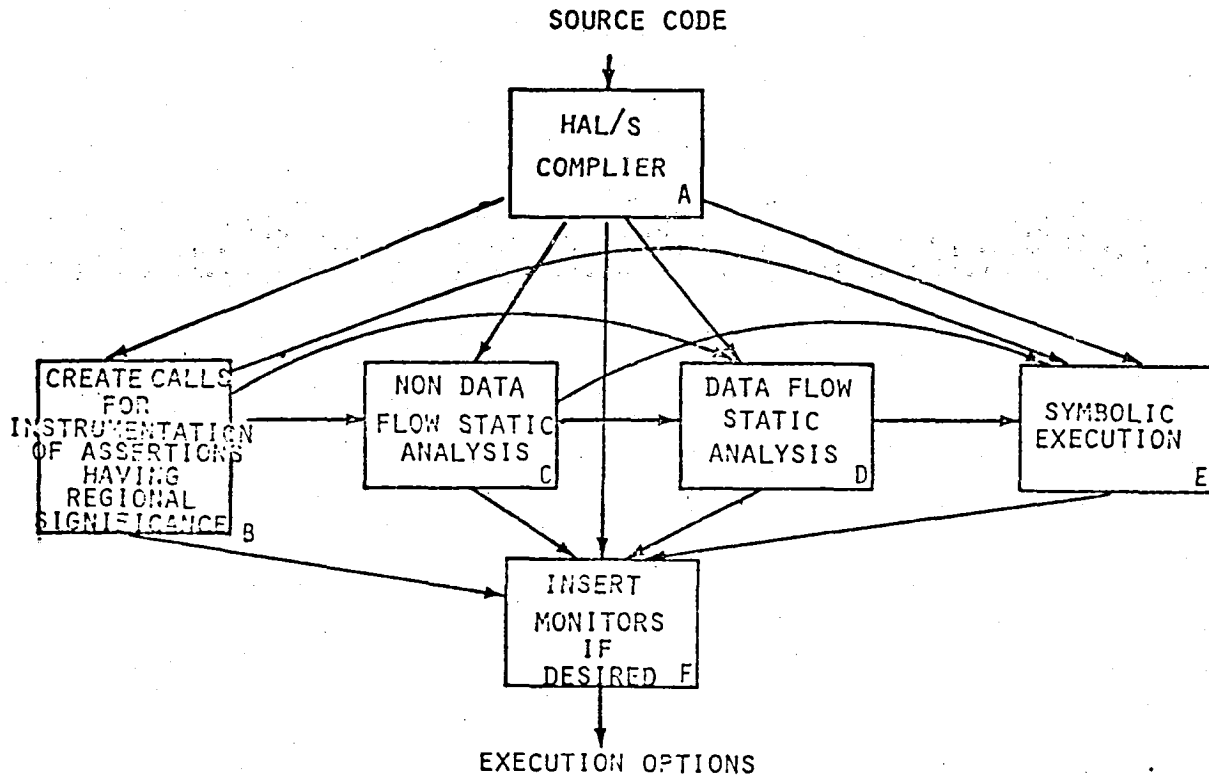 SOURCE CODE
HAL/S
COMPLIER
A
CREATE CALLS
FOR
INSTRUMENTATION
OF ASSERTIONS
HAVING
REGIONAL
SIGNIFICANCE
B
NON DATA
FLOW STATIC
ANALYSIS
C
DATA FLOW
STATIC
ANALYSIS
D
SYMBOLIC
EXECUTION
E
INSERT
MONITORS
IF
DESIRED
F
EXECUTION OPTIONS